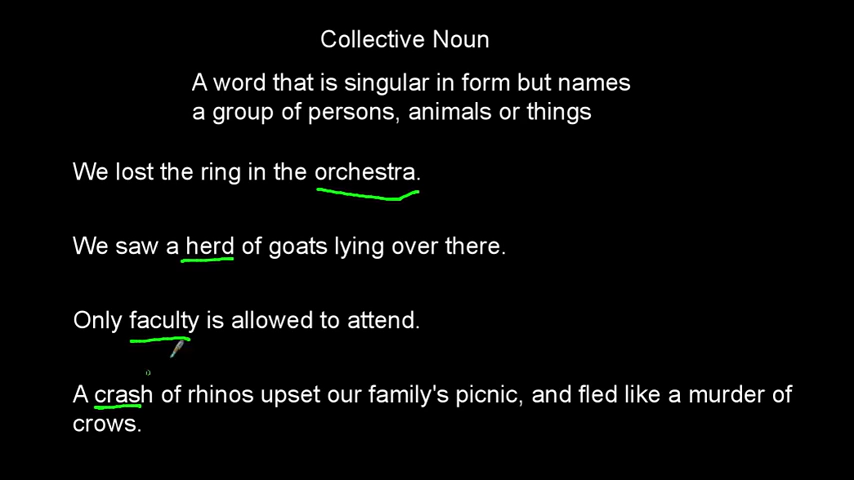 Collective Noun
A word that is singular in form but names
a group of persons, animals or things
We lost the ring in the orchestra.
We saw a herd of goats lying over there.
Only faculty is allowed to attend.
A crash of rhinos upset our family's picnic, and fled like a murder of
crows.